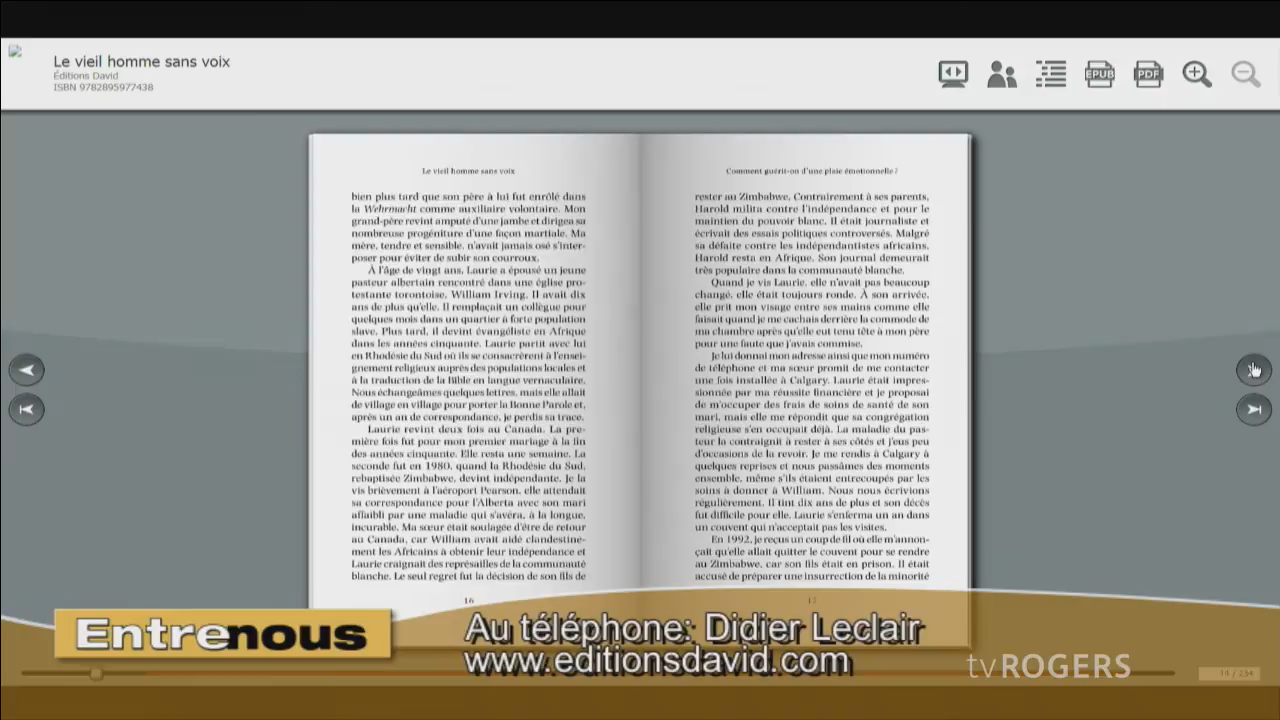 Le vieil homme sans voix
Éditions David
ISBN 9782895977438
EPUB
PDF
Le vieil homme sans voix
bien plus tard que son père à lui fut enrôlé dans
la Wehrmacht comme auxiliaire volontaire. Mon
grand-père revint amputé d'une jambe et dirigea sa
nombreuse progéniture d'une façon martiale. Ma
mère, tendre et sensible, n'avait jamais osé s'inter-
poser pour éviter de subir son courroux.
À l'âge de vingt ans, Laurie a épousé un jeune
pasteur albertain rencontré dans une église pro-
testante torontoise, William Irving. Il avait dix
ans de plus qu'elle. Il remplaçait un collègue pour
quelques mois dans un quartier à forte population
slave. Plus tard, il devint évangéliste en Afrique
dans les années cinquante. Laurie partit avec lui
en Rhodésie du Sud où ils se consacrèrent à l'ensei-
gnement religieux auprès des populations locales et
à la traduction de la Bible en langue vernaculaire.
Nous échangeâmes quelques lettres, mais elle allait
de village en village pour porter la Bonne Parole et,
après un an de correspondance, je perdis sa trace.
Laurie revint deux fois au Canada. La pre-
mière fois fut pour mon premier mariage à la fin
des années cinquante. Elle resta une semaine. La
seconde fut en 1980, quand la Rhodésie du Sud,
rebaptisée Zimbabwe, devint indépendante. Je la
vis brièvement à l'aéroport Pearson, elle attendait
sa correspondance pour l'Alberta avec son mari
affaibli par une maladie qui s'avéra, à la longue,
incurable. Ma sœur était soulagée d'être de retour
au Canada, car William avait aidé clandestine-
ment les Africains à obtenir leur indépendance et
Laurie craignait des représailles de la communauté
blanche. Le seul regret fut la décision de son fils de
16
Comment guérit-on d'une plaie émotionnelle ?
rester au Zimbabwe. Contrairement à ses parents,
Harold milita contre l'indépendance et pour le
maintien du pouvoir blanc. Il était journaliste et
écrivait des essais politiques controversés. Malgré
sa défaite contre les indépendantistes africains,
Harold resta en Afrique. Son journal demeurait
très populaire dans la communauté blanche.
Quand je vis Laurie, elle n'avait pas beaucoup
changé, elle était toujours ronde. À son arrivée,
elle prit mon visage entre ses mains comme elle
faisait quand je me cachais derrière la commode de
ma chambre après qu'elle eut tenu tête à mon père
pour une faute que j'avais commise.
Je lui donnai mon adresse ainsi que mon numéro
de téléphone et ma sœur promit de me contacter
une fois installée à Calgary. Laurie était impres-
sionnée par ma réussite financière et je proposai
de m'occuper des frais de soins de santé de son
mari, mais elle me répondit que sa congrégation
religieuse s'en occupait déjà. La maladie du pas-
teur la contraignit à rester à ses côtés et j'eus peu
d'occasions de la revoir. Je me rendis à Calgary à
quelques reprises et nous passâmes des moments
ensemble, même s'ils étaient entrecoupés par les
soins à donner à William. Nous nous écrivions
régulièrement. Il tint dix ans de plus et son décès
fut difficile pour elle. Laurie s'enferma un an dans
un couvent qui n'acceptait pas les visites.
En 1992, je reçus un coup de fil où elle m'annon-
çait qu'elle allait quitter le couvent pour se rendre
au Zimbabwe, car son fils était en prison. Il était
accusé de préparer une insurrection de la minorité
17
Entrenous
Au téléphone: Didier Leclair
www.editionsdavid.com
tvROGERS